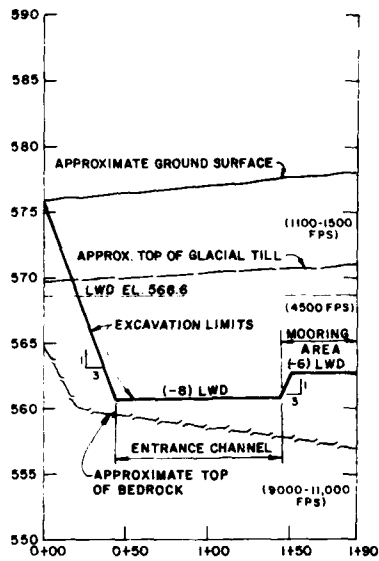 590
585
580
APPROXIMATE GROUND SURFACE
575
(1100-1500
FPS)
APPROX. TOP OF GLACIAL TILL
570
LWD EL. 568.6
(4500 FPS)
EXCAVATION LIMITS
MOORING
AREA
(-6) LWD
565
1
3
(-8) LWD
1
3
560
ENTRANCE CHANNEL
APPROXIMATE TOP
OF BEDROCK
555
(9000-11,000
FPS)
550
0+00 0+50 1+00 1+50 1+90